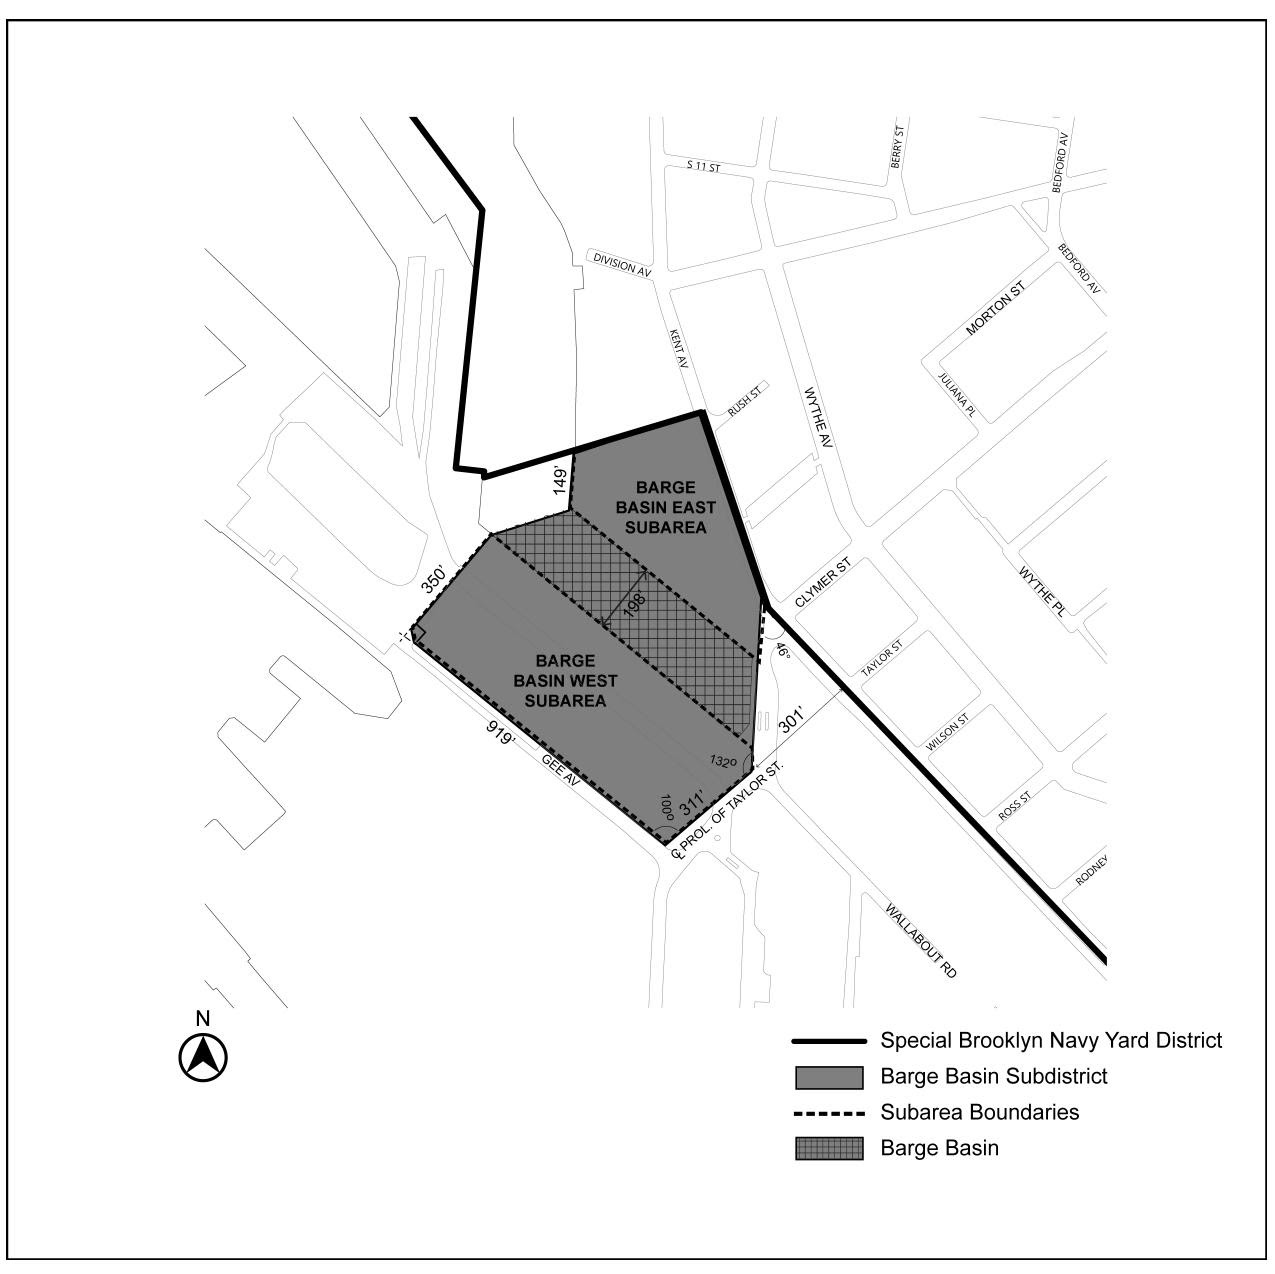 BERRY ST
BEDFORD AV
S 11 ST
DIVISION AV
BEDFORD AV
MORTON ST
KENT AV
JULIANA PL
RUSH ST
WYTHE AV
149'
BARGE
BASIN EAST
SUBAREA
350'
198'
CLYMER ST
WYTHE PL
46°
TAYLOR ST
BARGE
BASIN WEST
SUBAREA
301'
WILSON ST
919'
GEE AV
132°
100°
311'
℄ PROL. OF TAYLOR ST.
ROSS ST
RODNEY
WALLABOUT RD
N
Special Brooklyn Navy Yard District
Barge Basin Subdistrict
Subarea Boundaries
Barge Basin